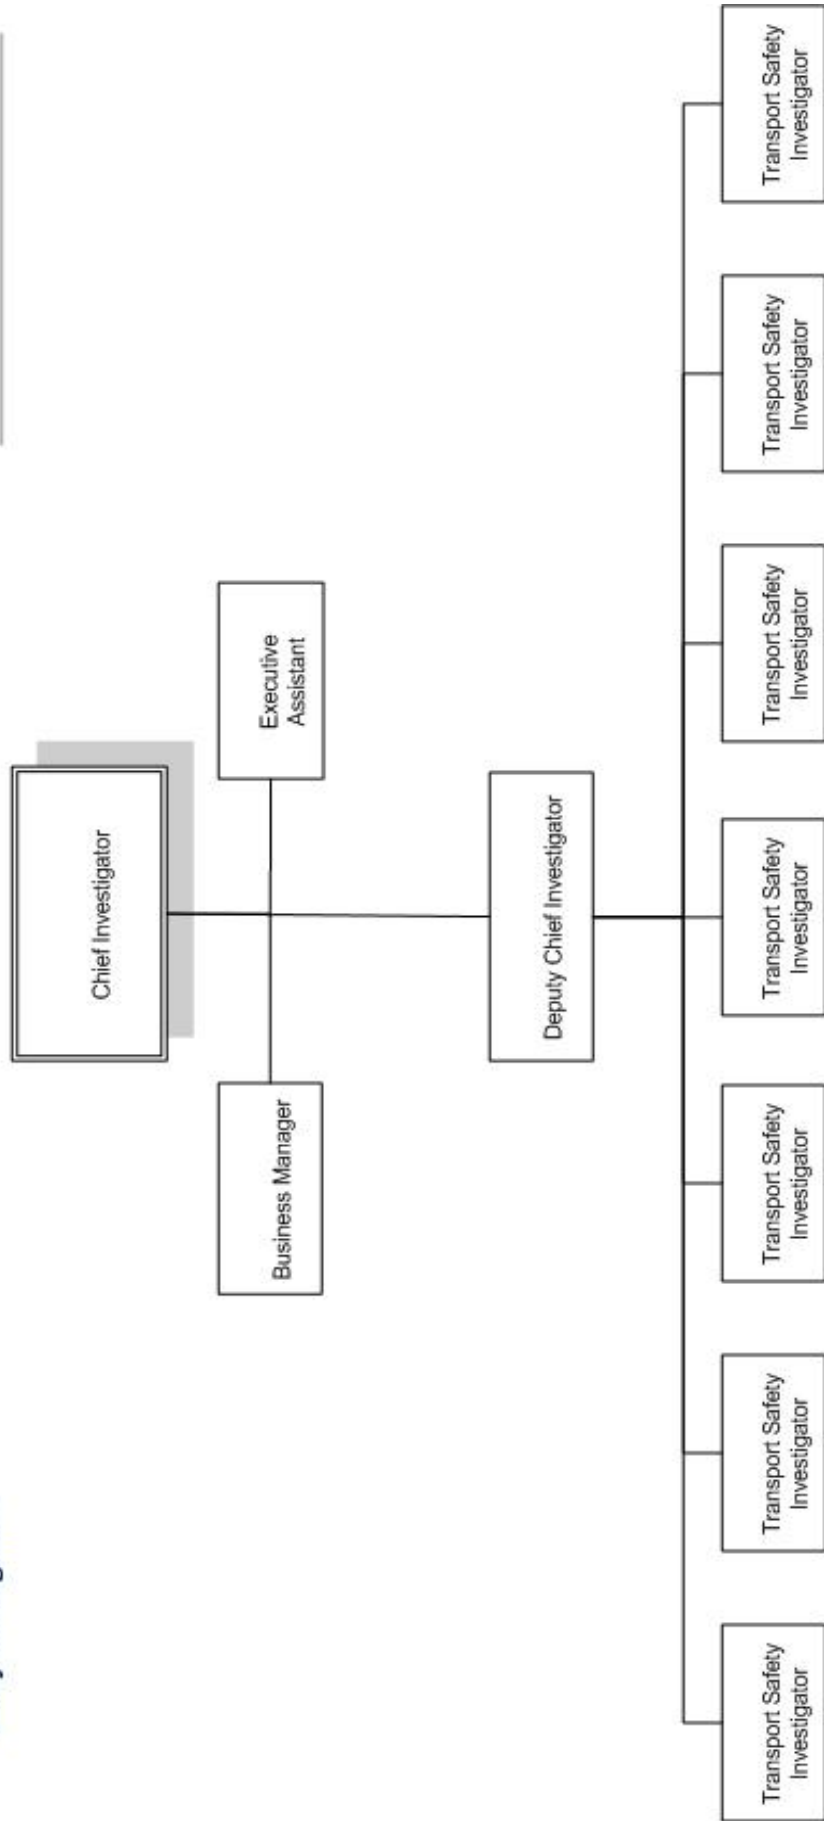 Chief Investigator
Business Manager
Executive
Assistant
Deputy Chief Investigator
Transport Safety
Investigator
Transport Safety
Investigator
Transport Safety
Investigator
Transport Safety
Investigator
Transport Safety
Investigator
Transport Safety
Investigator
Transport Safety
Investigator